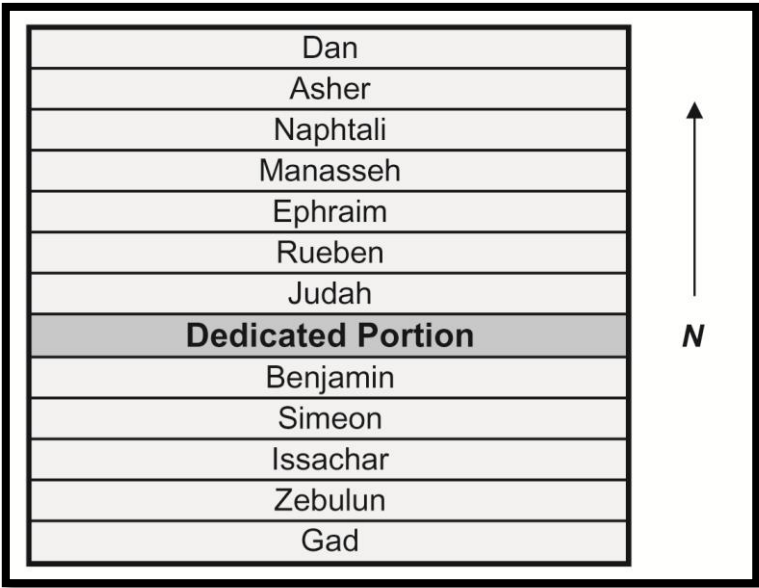 Dan
Asher
Naphtali
Manasseh
Ephraim
Rueben
Judah
Dedicated Portion
N
Benjamin
Simeon
Issachar
Zebulun
Gad